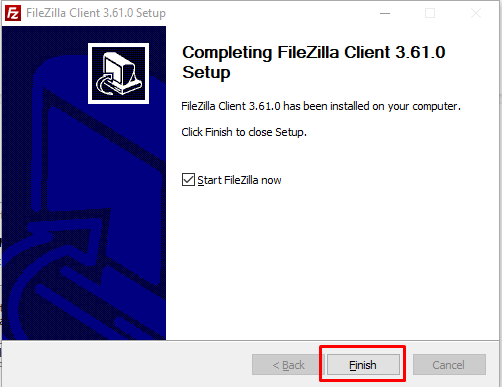 FileZilla Client 3.61.0 Setup
Completing FileZilla Client 3.61.0
Setup
FileZilla Client 3.61.0 has been installed on your computer.
Click Finish to close Setup.
Start FileZilla now
< Back
Finish
Cancel